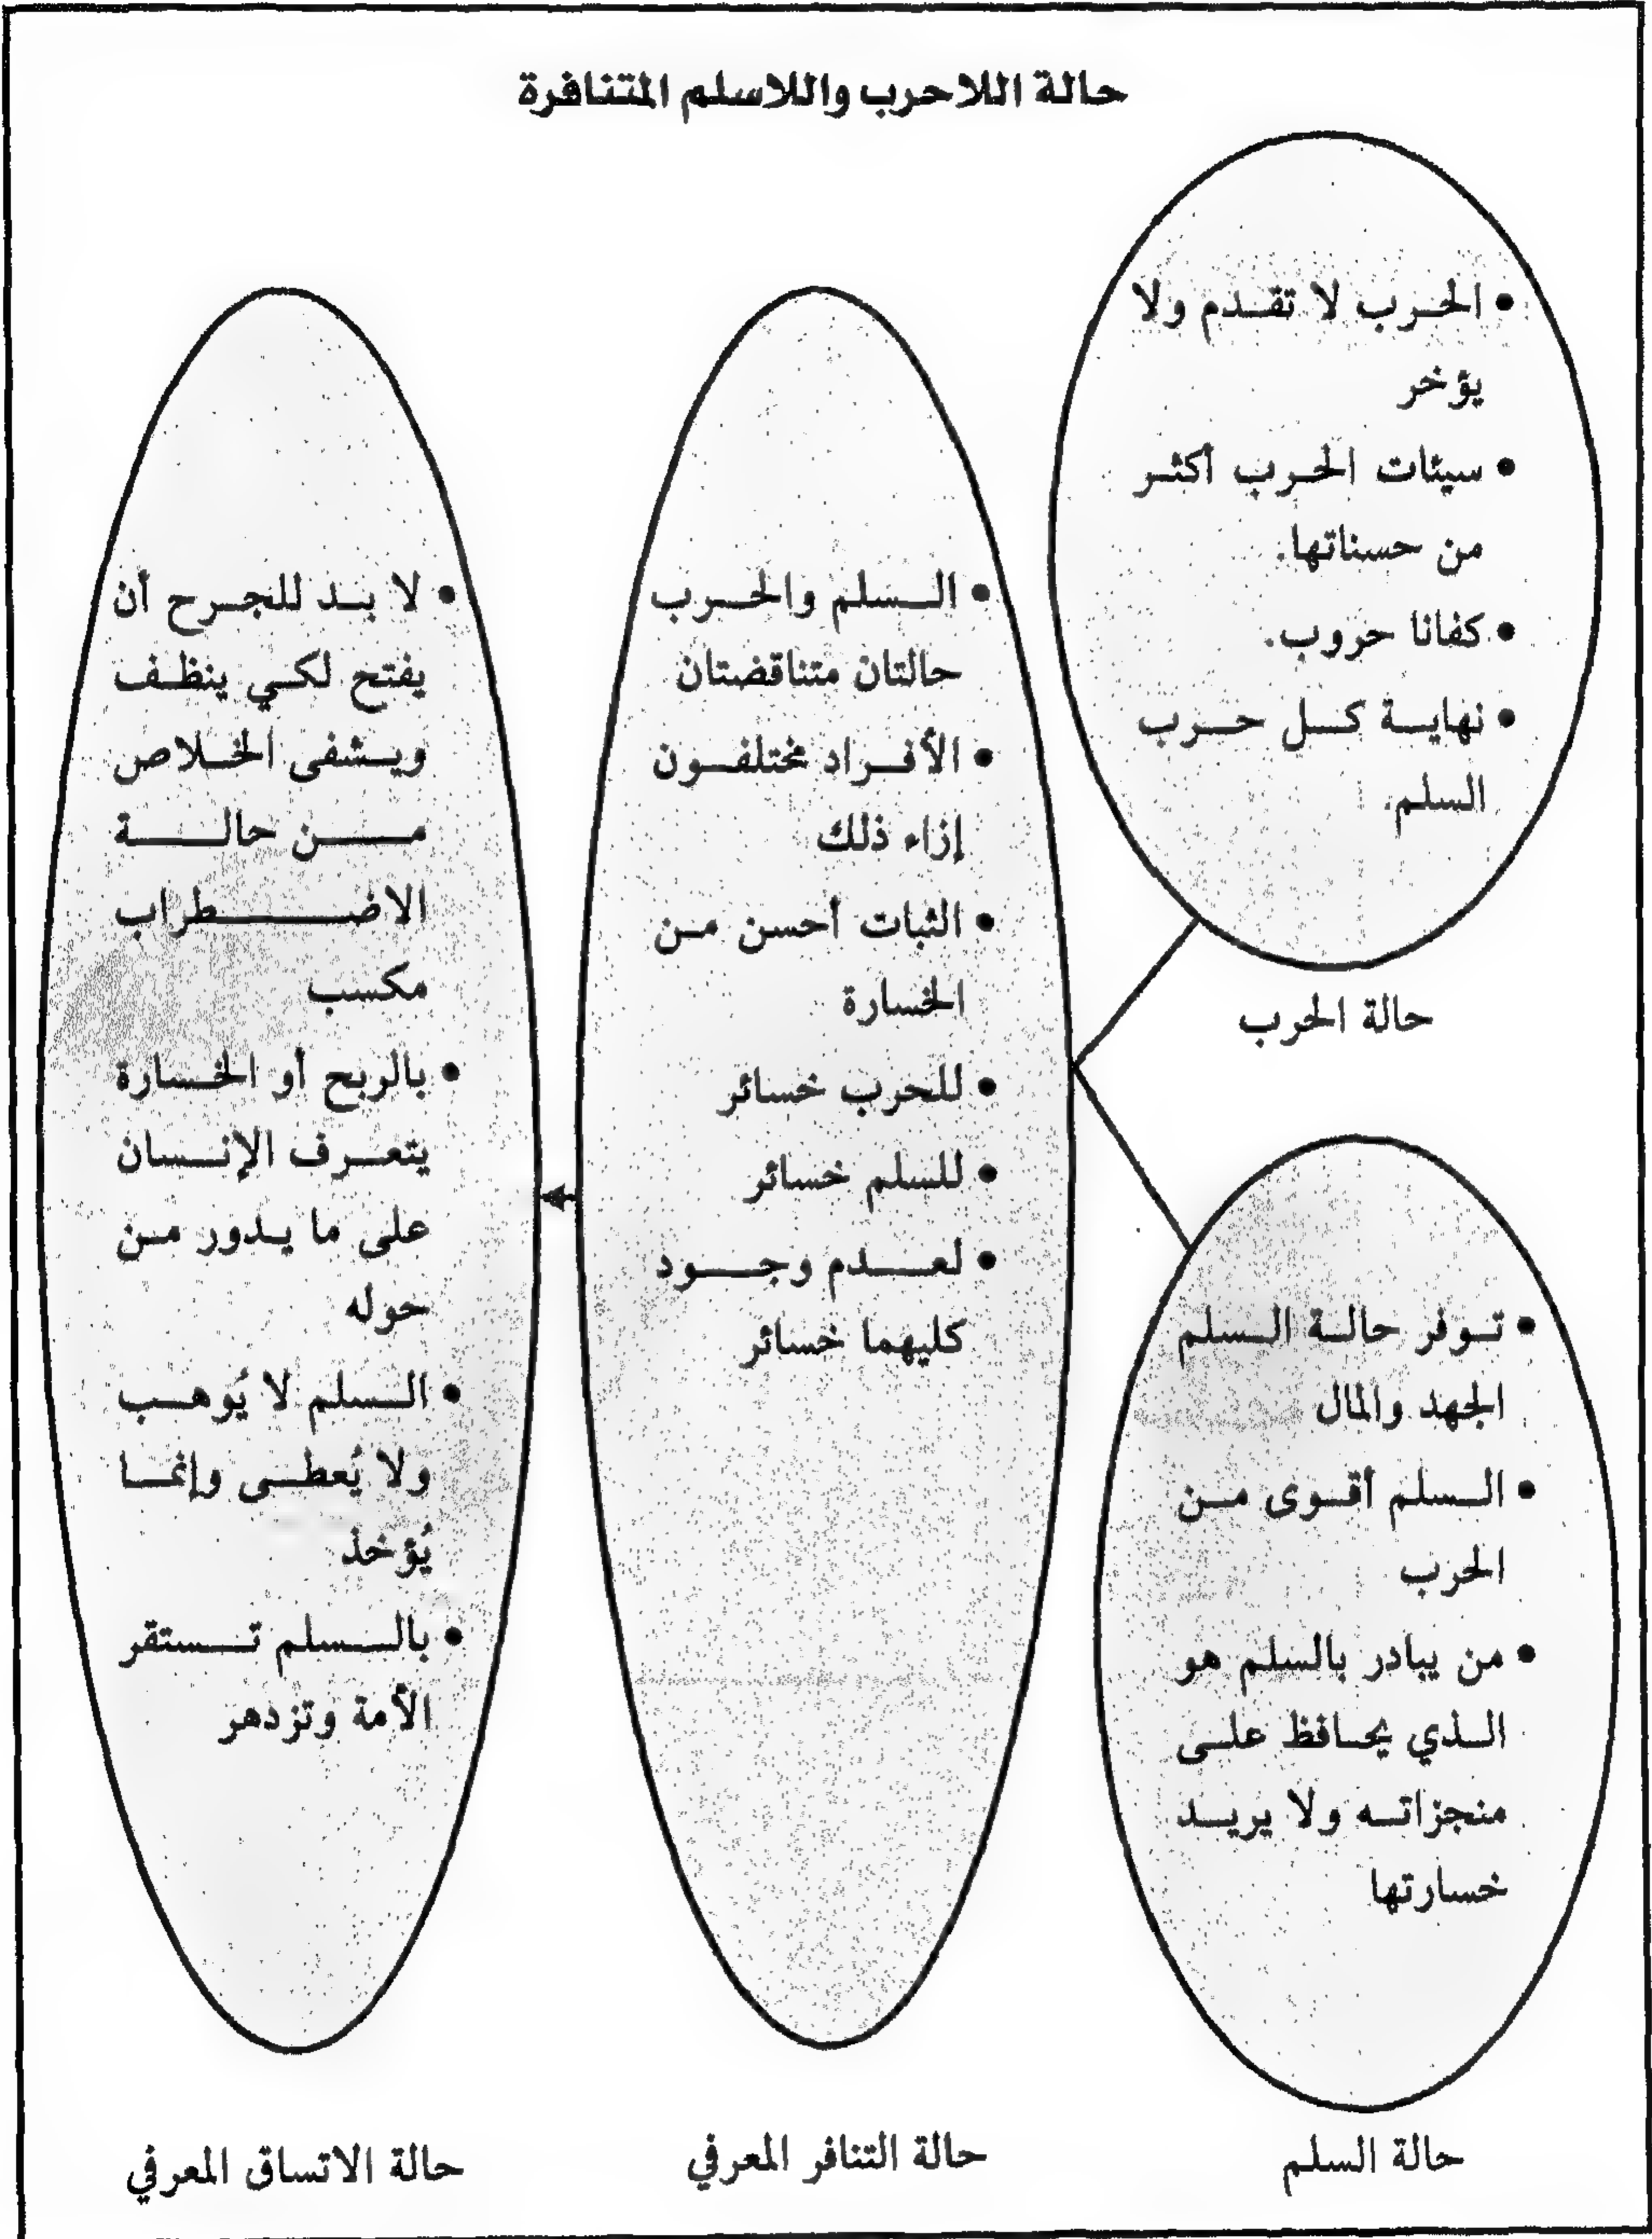 حالة اللاحرب واللاسلم المتنافرة
• الحرب لا تقدم ولا
يؤخر
• سيئات الحرب أكثر
من حسناتها.
• كفانا حروب.
• نهاية كل حرب
السلم.
حالة الحرب
• توفر حالة السلم
الجهد والمال
• السلم أقوى من
الحرب
• من يبادر بالسلم هو
الذي يحافظ على
منجزاته ولا يريد
خسارتها
حالة السلم
• السلم والحرب
حالتان متناقضتان
• الأفراد مختلفون
إزاء ذلك
• الثبات أحسن من
الخسارة
• للحرب خسائر
• للسلم خسائر
• لعدم وجود
كليهما خسائر
حالة التنافر المعرفي
• لا بد للجرح أن
يفتح لكي ينظف
ويشفى الخلاص
من حالة
الاضطراب
مكسب
• بالربح أو الخسارة
يتعرف الإنسان
على ما يدور من
حوله
• السلم لا يُوهب
ولا يُعطى وإنما
يُؤخذ
• بالسلم تستقر
الأمة وتزدهر
حالة الاتساق المعرفي